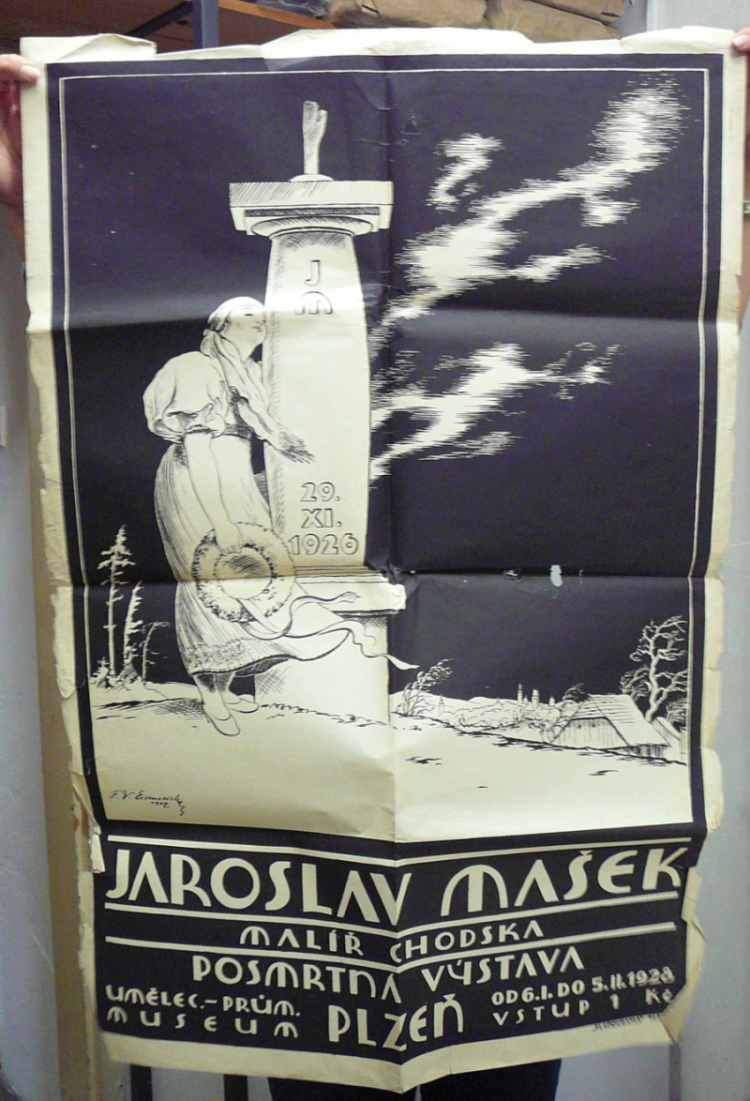 J
M
29.
XI.
1926
JAROSLAV MAŠEK
MALÍŘ CHODSKA
POSMRTNÁ VÝSTAVA
UMĚLEC.-PRŮM.
MUSEUM
PLZEŇ
OD 6.I. DO 5.II.1928
VSTUP 1 Kč